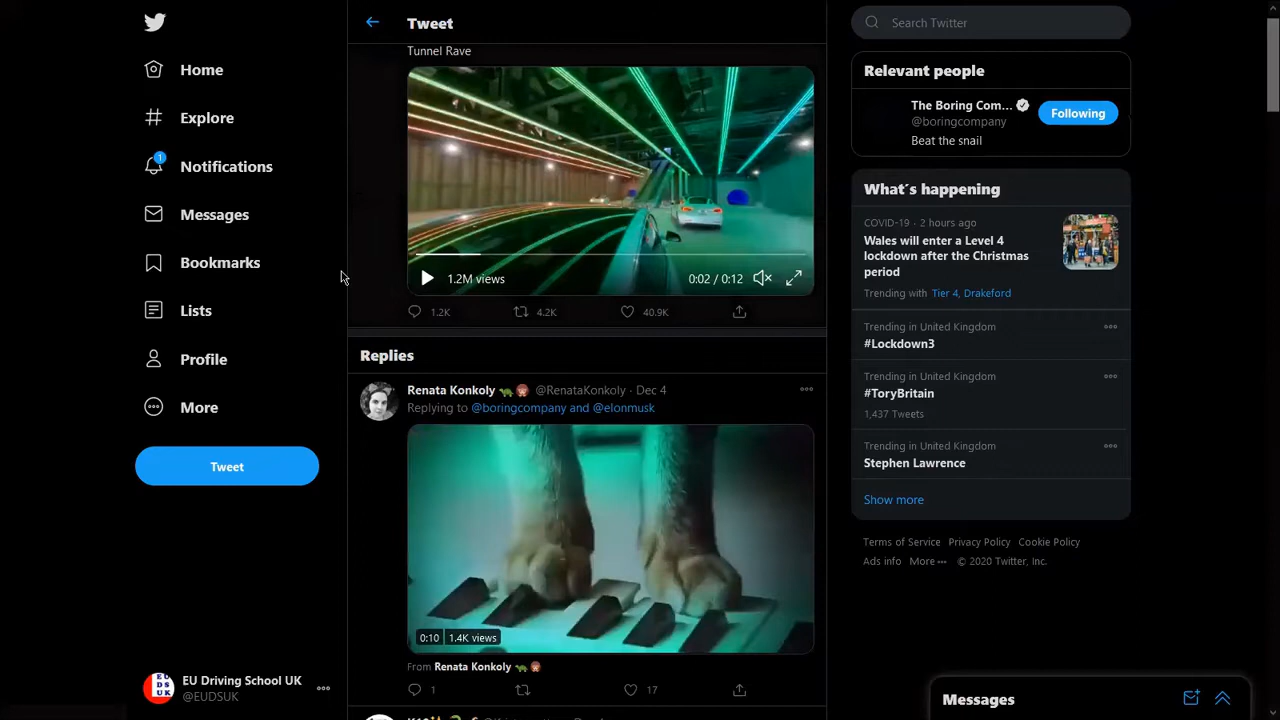 Home
Explore
1
Notifications
Messages
Bookmarks
Lists
Profile
More
Tweet
EU Driving School UK
@EUDSUK
E U
D S
U K
Tweet
Tunnel Rave
1.2M views
0:02 / 0:12
1.2K
4.2K
40.9K
Replies
Renata Konkoly @RenataKonkoly · Dec 4
Replying to @boringcompany and @elonmusk
0:10 1.4K views
From Renata Konkoly
1
17
Search Twitter
Relevant people
The Boring Com...
@boringcompany
Following
Beat the snail
What's happening
COVID-19 · 2 hours ago
Wales will enter a Level 4
lockdown after the Christmas
period
Trending with Tier 4, Drakeford
Trending in United Kingdom
#Lockdown3
Trending in United Kingdom
#ToryBritain
1,437 Tweets
Trending in United Kingdom
Stephen Lawrence
Show more
Terms of Service Privacy Policy Cookie Policy
Ads info More ••• © 2020 Twitter, Inc.
Messages